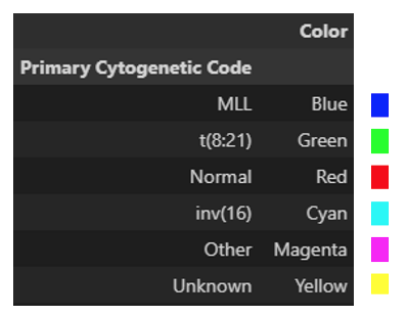 Color
Primary Cytogenetic Code
MLL Blue
t(8:21) Green
Normal Red
inv(16) Cyan
Other Magenta
Unknown Yellow